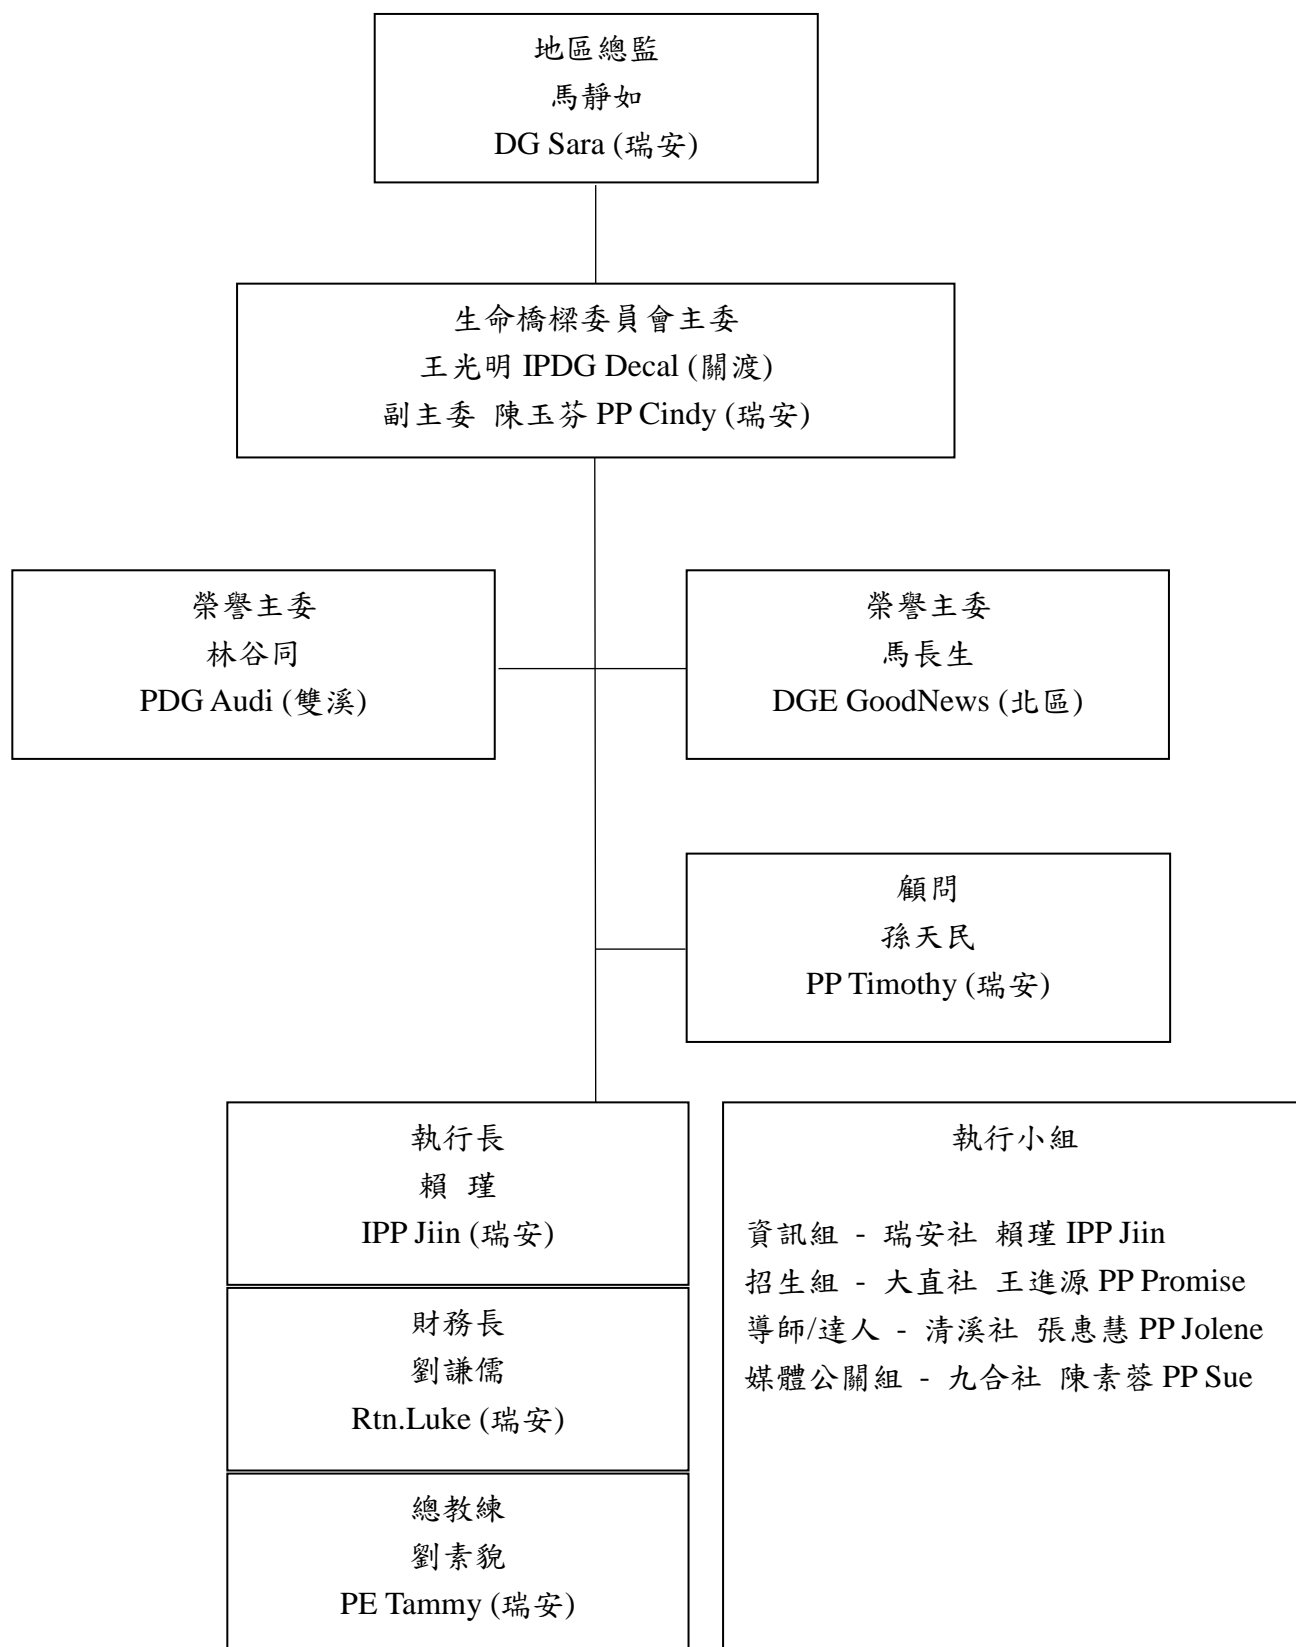 地區總監
馬靜如
DG Sara (瑞安)
生命橋樑委員會主委
王光明 IPDG Decal (關渡)
副主委 陳玉芬 PP Cindy (瑞安)
榮譽主委
林谷同
PDG Audi (雙溪)
榮譽主委
馬長生
DGE GoodNews (北區)
顧問
孫天民
PP Timothy (瑞安)
執行長
賴 瑾
IPP Jiin (瑞安)
財務長
劉謙儒
Rtn.Luke (瑞安)
總教練
劉素貌
PE Tammy (瑞安)
執行小組
資訊組 - 瑞安社 賴瑾 IPP Jiin
招生組 - 大直社 王進源 PP Promise
導師/達人 - 清溪社 張惠慧 PP Jolene
媒體公關組 - 九合社 陳素蓉 PP Sue